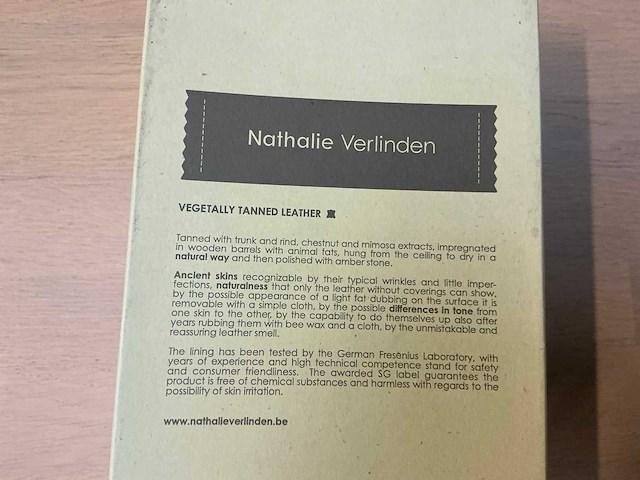 Nathalie Verlinden
VEGETALLY TANNED LEATHER
Tanned with trunk and rind, chestnut and mimosa extracts, impregnated
in wooden barrels with animal fats, hung from the ceiling to dry in a
natural way and then polished with amber stone.
Ancient skins recognizable by their typical wrinkles and little imper-
fections, naturalness that only the leather without coverings can show,
by the possible appearance of a light fat dubbing on the surface it is
removable with a simple cloth, by the possible differences in tone from
one skin to the other, by the capability to do themselves up also after
years rubbing them with bee wax and a cloth, by the unmistakable and
reassuring leather smell.
The lining has been tested by the German Fresênius Laboratory, with
years of experience and high technical competence stand for safety
and consumer friendliness. The awarded SG label guarantees the
product is free of chemical substances and harmless with regards to the
possibility of skin irritation.
www.nathalieverlinden.be